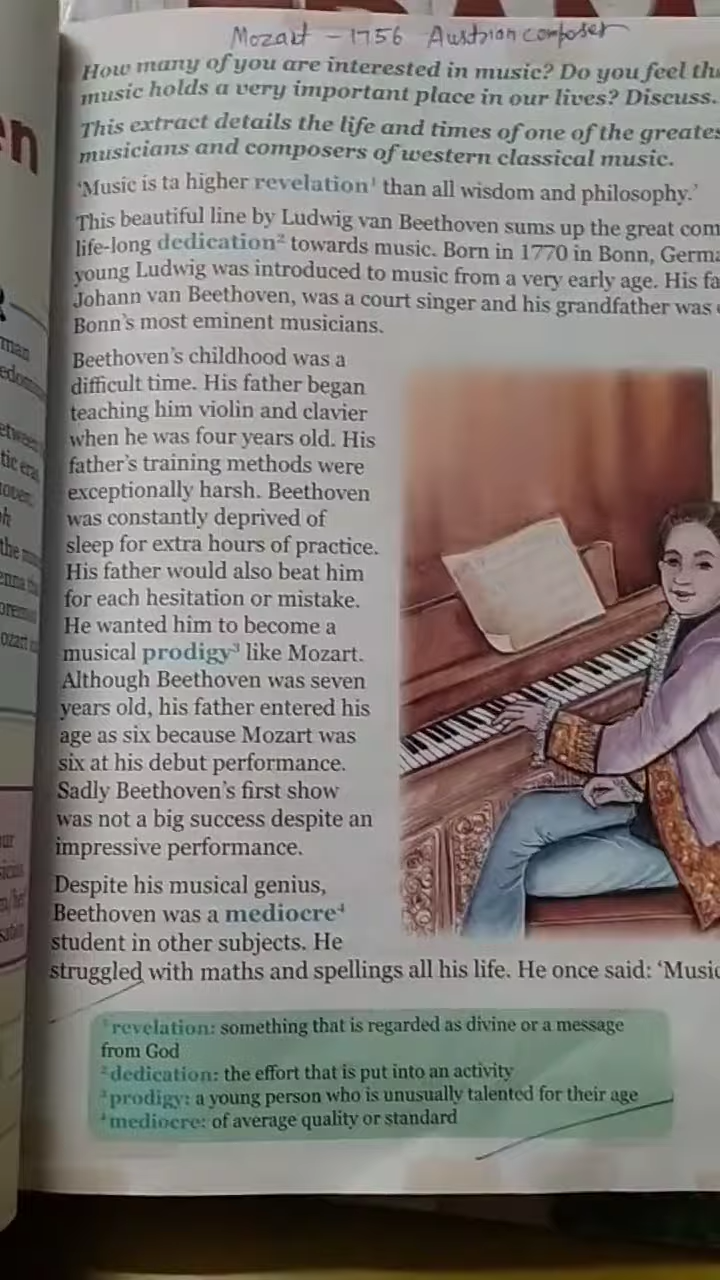 Mozart - 1756 Austrian composer
How many of you are interested in music? Do you feel
music holds a very important place in our lives? Discuss.
This extract details the life and times of one of the
musicians and composers of western classical music.
‘Music is ta higher revelation¹ than all wisdom and philosophy.’
This beautiful line by Ludwig van Beethoven sums up the great
life-long dedication² towards music. Born in 1770 in Bonn,
young Ludwig was introduced to music from a very early age. His
Johann van Beethoven, was a court singer and his grandfather was
Bonn’s most eminent musicians.
Beethoven’s childhood was a
difficult time. His father began
teaching him violin and clavier
when he was four years old. His
father’s training methods were
exceptionally harsh. Beethoven
was constantly deprived of
sleep for extra hours of practice.
His father would also beat him
for each hesitation or mistake.
He wanted him to become a
musical prodigy³ like Mozart.
Although Beethoven was seven
years old, his father entered his
age as six because Mozart was
six at his debut performance.
Sadly Beethoven’s first show
was not a big success despite an
impressive performance.
Despite his musical genius,
Beethoven was a mediocre⁴
student in other subjects. He
struggled with maths and spellings all his life. He once said: ‘Music
¹revelation: something that is regarded as divine or a message
from God
²dedication: the effort that is put into an activity
³prodigy: a young person who is unusually talented for their age
⁴mediocre: of average quality or standard